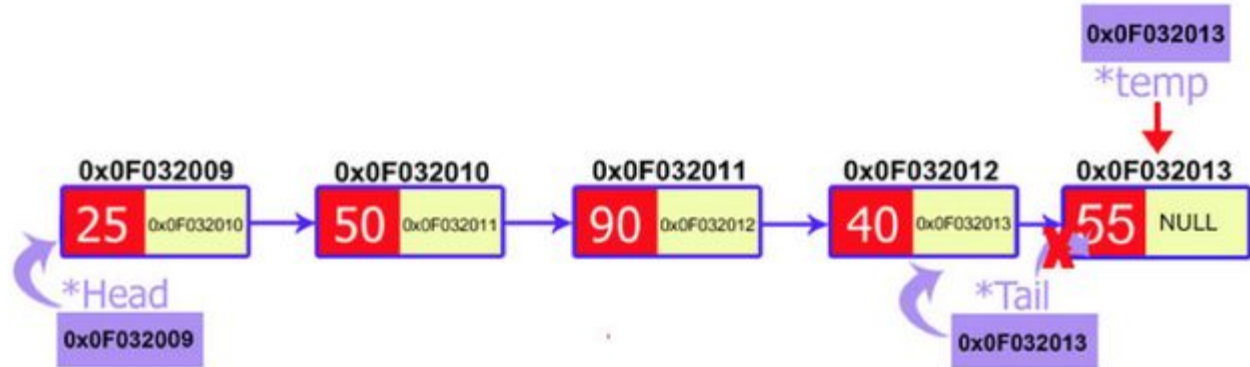 0x0F032013
*temp
0x0F032009 0x0F032010 0x0F032011 0x0F032012 0x0F032013
25 0x0F032010 50 0x0F032011 90 0x0F032012 40 0x0F032013 55 NULL
X
*Head *Tail
0x0F032009 0x0F032013